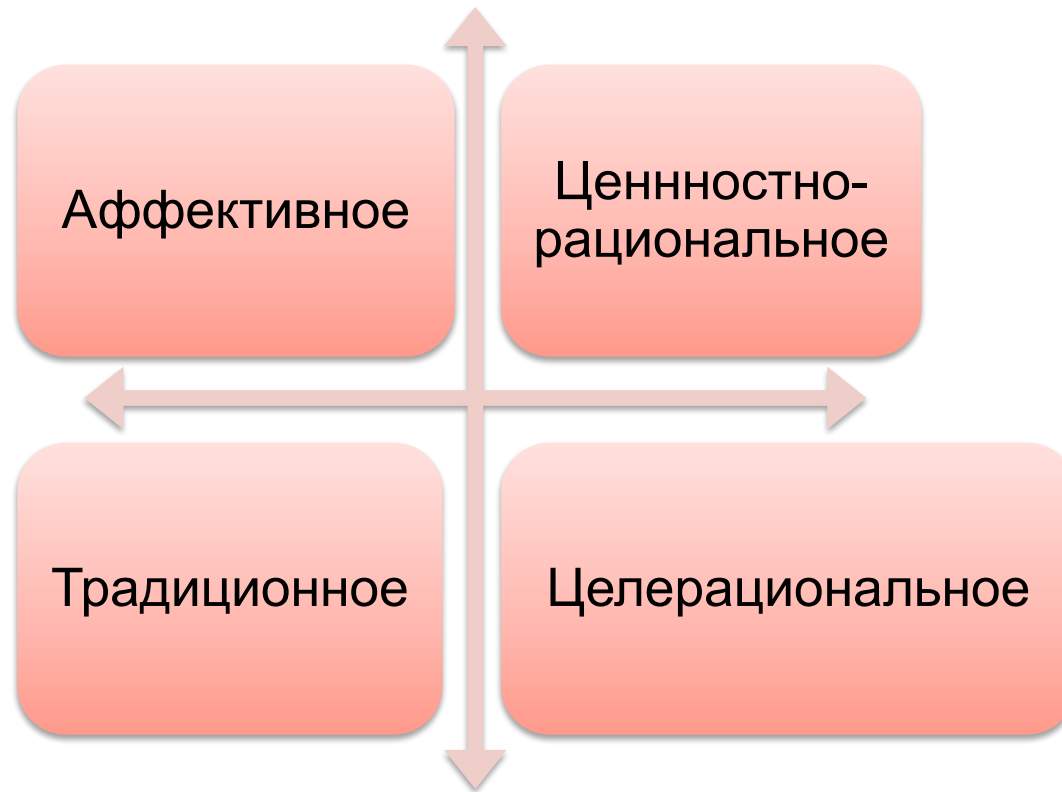 Аффективное
Ценнностно-
рациональное
Традиционное
Целерациональное